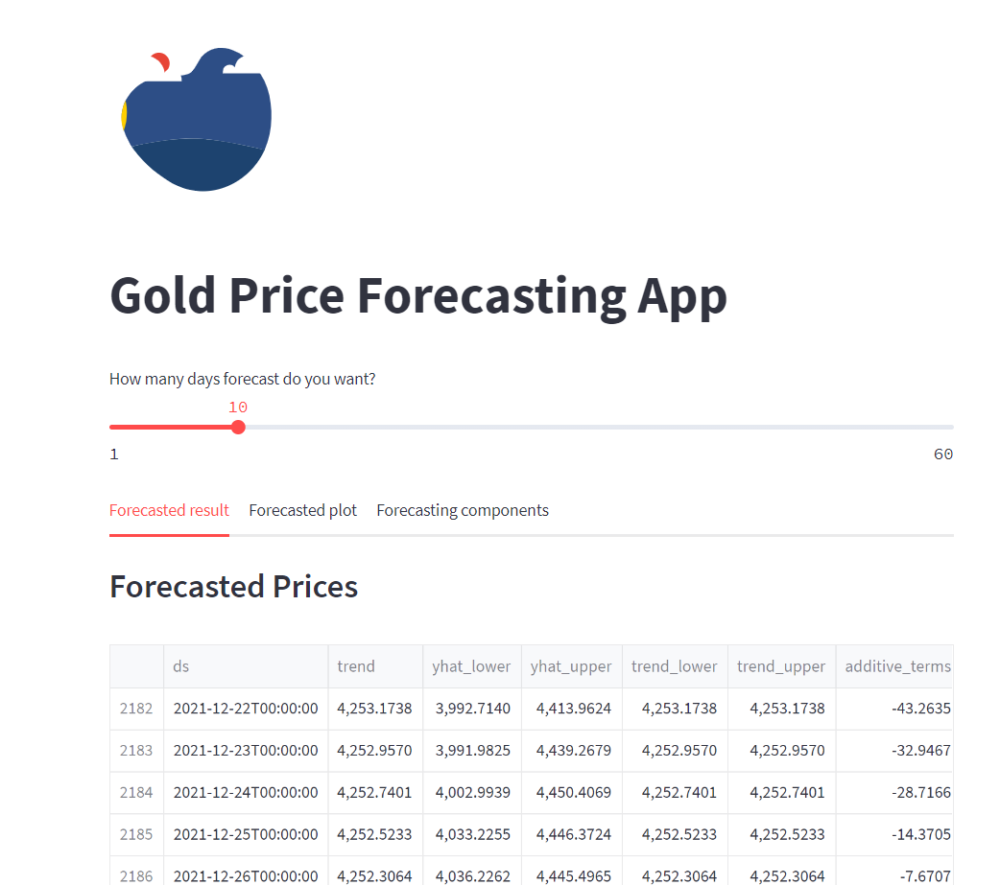 Gold Price Forecasting App
How many days forecast do you want?
10
1 60
Forecasted result Forecasted plot Forecasting components
Forecasted Prices
ds trend yhat_lower yhat_upper trend_lower trend_upper additive_terms
2182 2021-12-22T00:00:00 4,253.1738 3,992.7140 4,413.9624 4,253.1738 4,253.1738 -43.2635
2183 2021-12-23T00:00:00 4,252.9570 3,991.9825 4,439.2679 4,252.9570 4,252.9570 -32.9467
2184 2021-12-24T00:00:00 4,252.7401 4,002.9939 4,450.4069 4,252.7401 4,252.7401 -28.7166
2185 2021-12-25T00:00:00 4,252.5233 4,033.2255 4,446.3724 4,252.5233 4,252.5233 -14.3705
2186 2021-12-26T00:00:00 4,252.3064 4,036.2262 4,445.4965 4,252.3064 4,252.3064 -7.6707